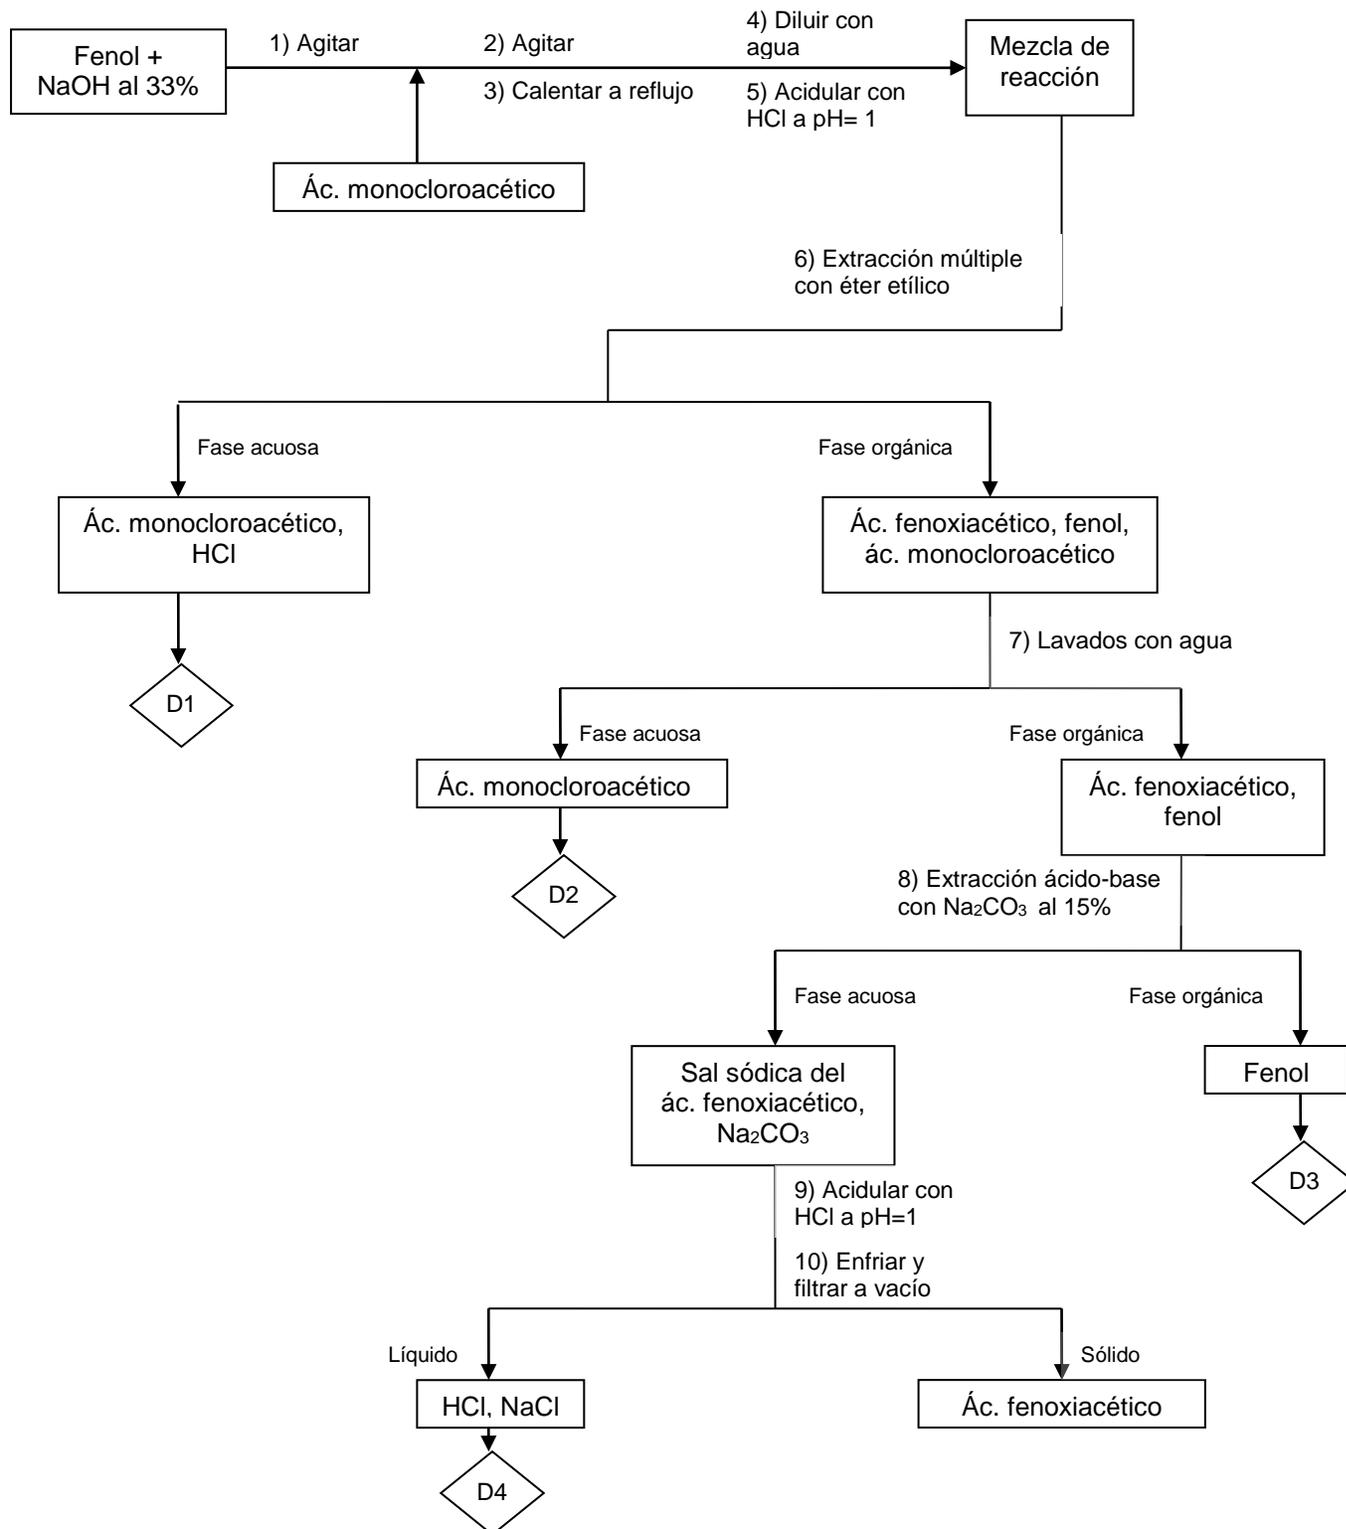 Fenol +
NaOH al 33%
1) Agitar
2) Agitar
3) Calentar a reflujo
4) Diluir con
agua
5) Acidular con
HCl a pH= 1
Mezcla de
reacción
Ác. monocloroacético
6) Extracción múltiple
con éter etílico
Fase acuosa
Fase orgánica
Ác. monocloroacético,
HCl
Ác. fenoxiacético, fenol,
ác. monocloroacético
7) Lavados con agua
D1
Fase acuosa
Fase orgánica
Ác. monocloroacético
Ác. fenoxiacético,
fenol
D2
8) Extracción ácido-base
con Na₂CO₃ al 15%
Fase acuosa
Fase orgánica
Sal sódica del
ác. fenoxiacético,
Na₂CO₃
Fenol
D3
9) Acidular con
HCl a pH=1
10) Enfriar y
filtrar a vacío
Líquido
Sólido
HCl, NaCl
Ác. fenoxiacético
D4